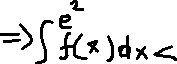 => ∫ e^2 f(x) dx <